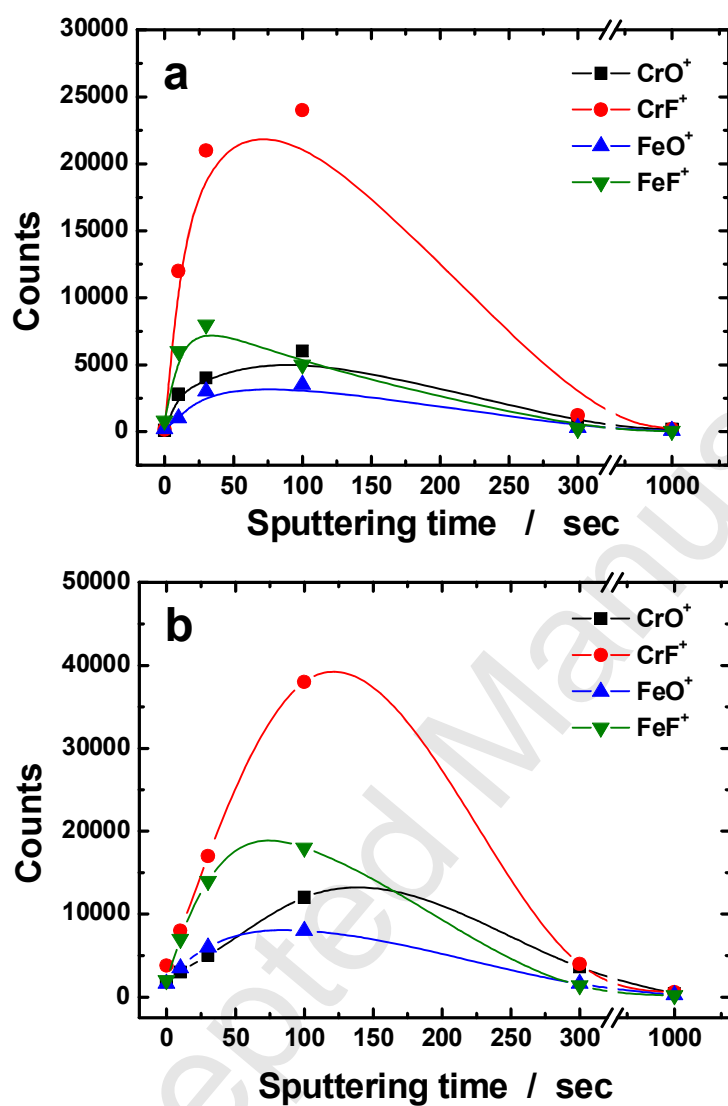 30000
25000
20000
15000
10000
5000
0
Counts
a
CrO+
CrF+
FeO+
FeF+
0 50 100 150 200 250 300 1000
Sputtering time / sec
50000
40000
30000
20000
10000
0
Counts
b
CrO+
CrF+
FeO+
FeF+
0 50 100 150 200 250 300 1000
Sputtering time / sec
epted Manus